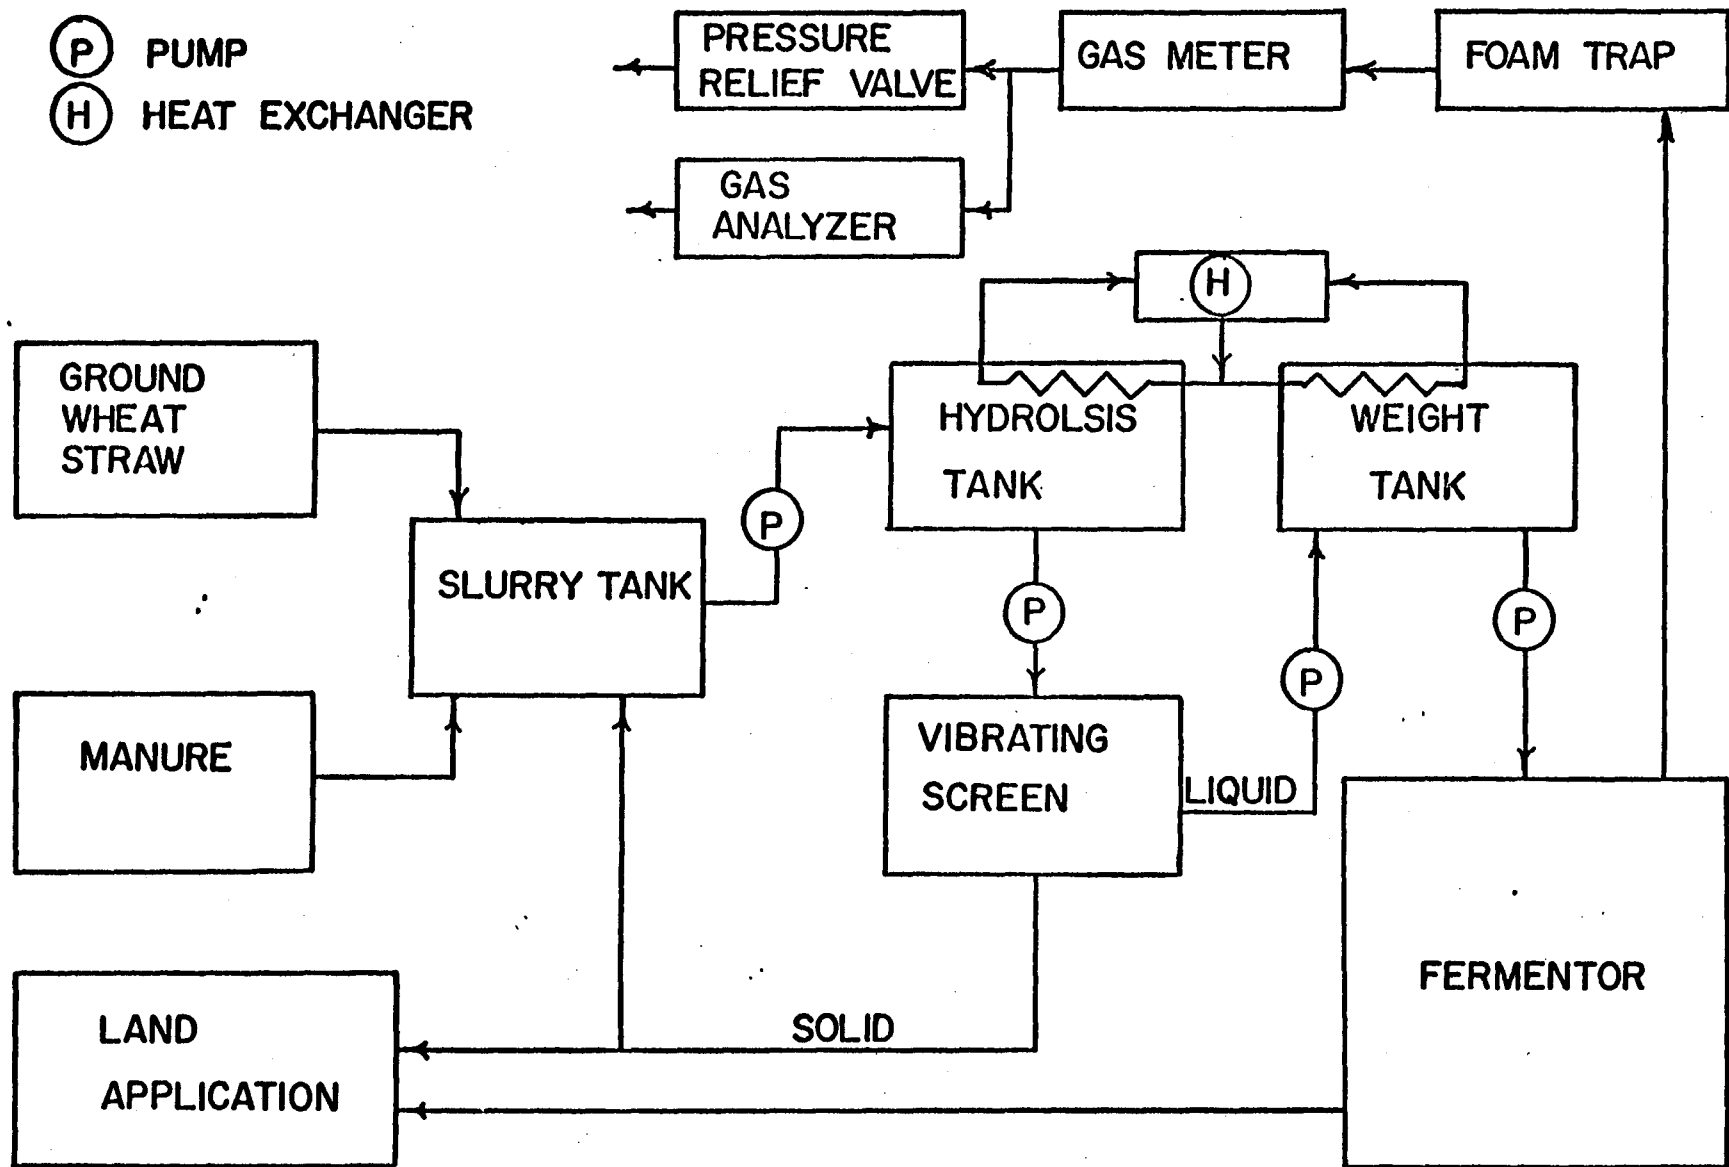 P PUMP
H HEAT EXCHANGER
PRESSURE
RELIEF VALVE
GAS METER
FOAM TRAP
GAS
ANALYZER
H
GROUND
WHEAT
STRAW
HYDROLSIS
TANK
WEIGHT
TANK
P
SLURRY TANK
P
P
P
MANURE
VIBRATING
SCREEN
LIQUID
FERMENTOR
LAND
APPLICATION
SOLID